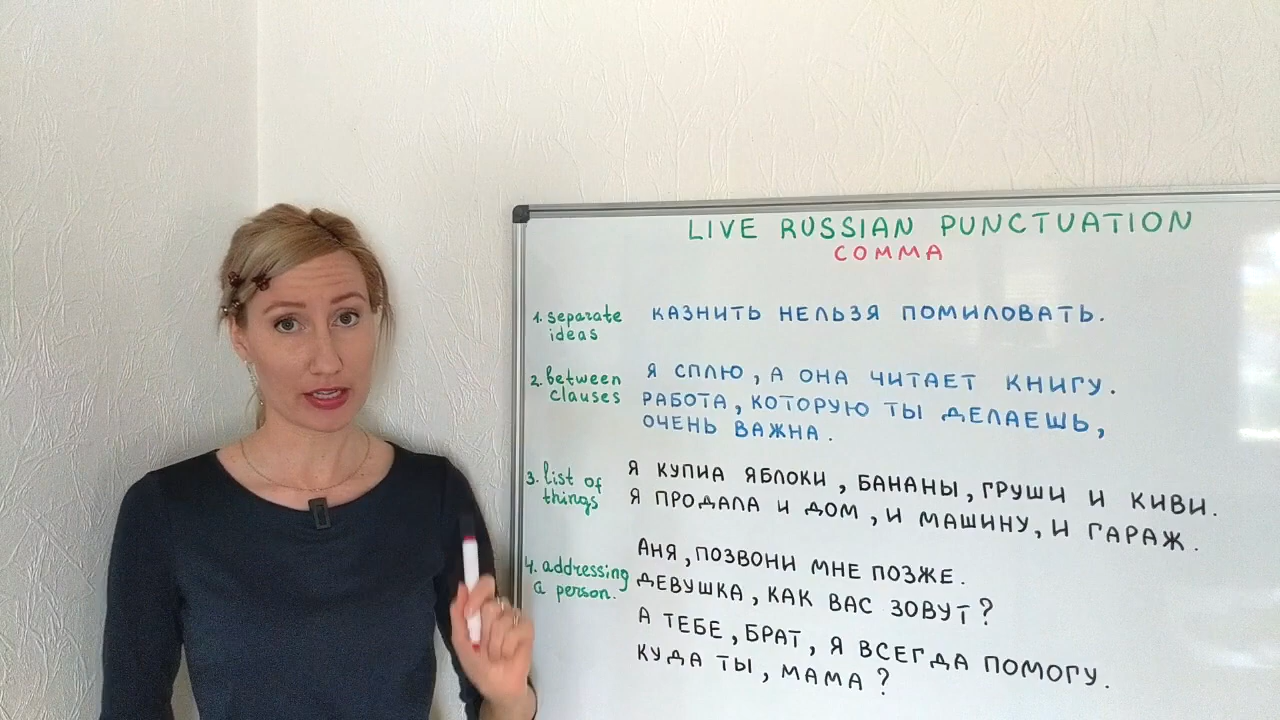 LIVE RUSSIAN PUNCTUATION
COMMA
1. separate
ideas
КАЗНИТЬ НЕЛЬЗЯ ПОМИЛОВАТЬ.
2. between
clauses
Я СПЛЮ, А ОНА ЧИТАЕТ КНИГУ.
РАБОТА, КОТОРУЮ ТЫ ДЕЛАЕШЬ,
ОЧЕНЬ ВАЖНА.
3. list of
things
Я КУПИЛ ЯБЛОКИ, БАНАНЫ, ГРУШИ И КИВИ.
Я ПРОДАЛА И ДОМ, И МАШИНУ, И ГАРАЖ.
4. addressing
a person.
АНЯ, ПОЗВОНИ МНЕ ПОЗЖЕ.
ДЕВУШКА, КАК ВАС ЗОВУТ?
А ТЕБЕ, БРАТ, Я ВСЕГДА ПОМОГУ.
КУДА ТЫ, МАМА?